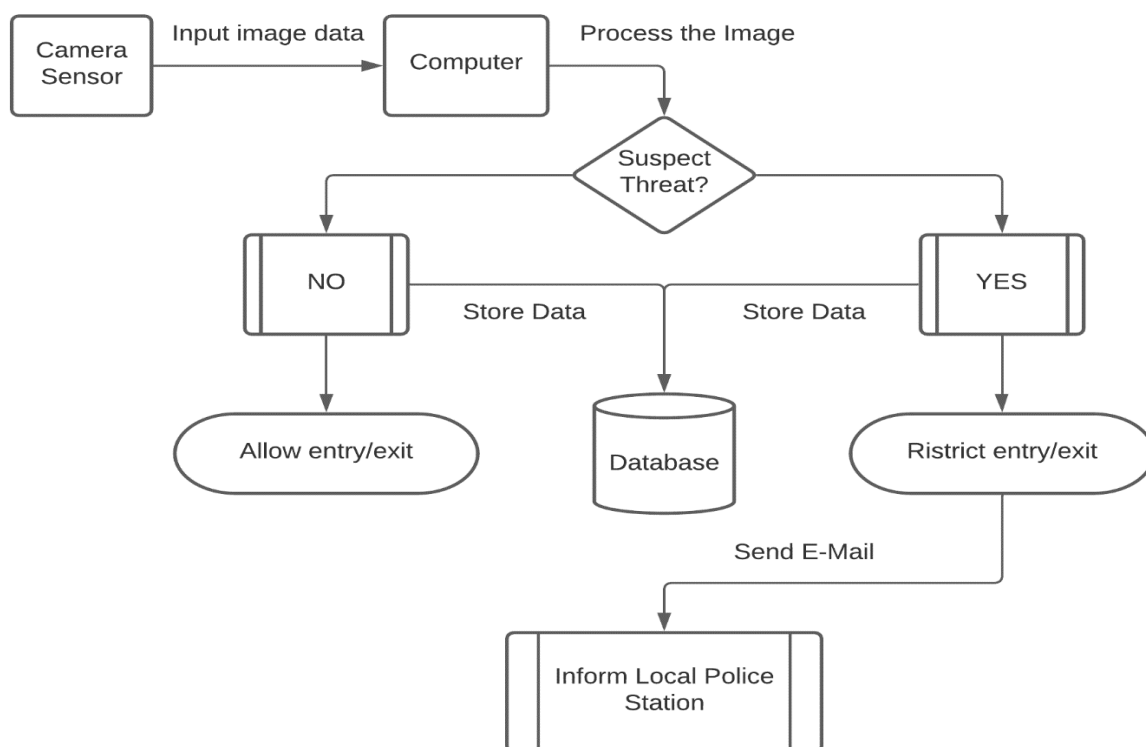 Input image data
Process the Image
Camera
Sensor
Computer
Suspect
Threat?
NO
YES
Store Data
Store Data
Allow entry/exit
Database
Ristrict entry/exit
Send E-Mail
Inform Local Police
Station